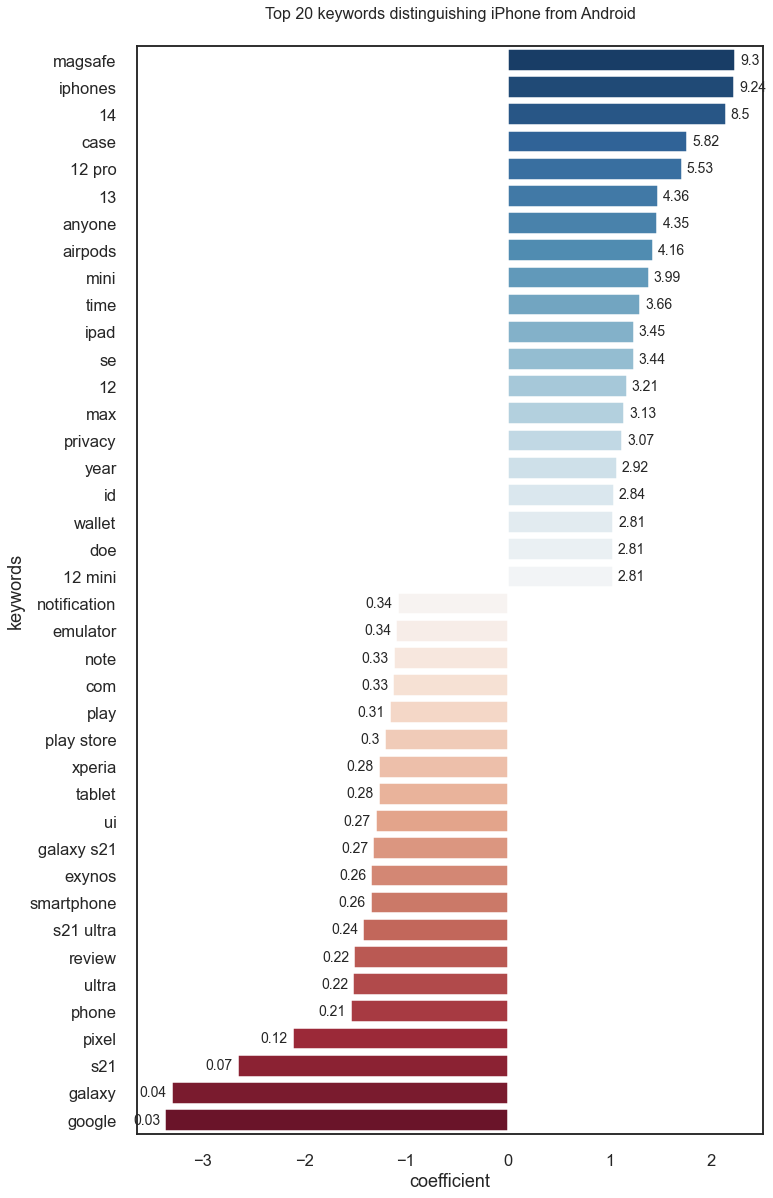 Top 20 keywords distinguishing iPhone from Android
keywords
magsafe 9.3
iphones 9.24
14 8.5
case 5.82
12 pro 5.53
13 4.36
anyone 4.35
airpods 4.16
mini 3.99
time 3.66
ipad 3.45
se 3.44
12 3.21
max 3.13
privacy 3.07
year 2.92
id 2.84
wallet 2.81
doe 2.81
12 mini 2.81
notification 0.34
emulator 0.34
note 0.33
com 0.33
play 0.31
play store 0.3
xperia 0.28
tablet 0.28
ui 0.27
galaxy s21 0.27
exynos 0.26
smartphone 0.26
s21 ultra 0.24
review 0.22
ultra 0.22
phone 0.21
pixel 0.12
s21 0.07
galaxy 0.04
google 0.03
−3 −2 −1 0 1 2
coefficient